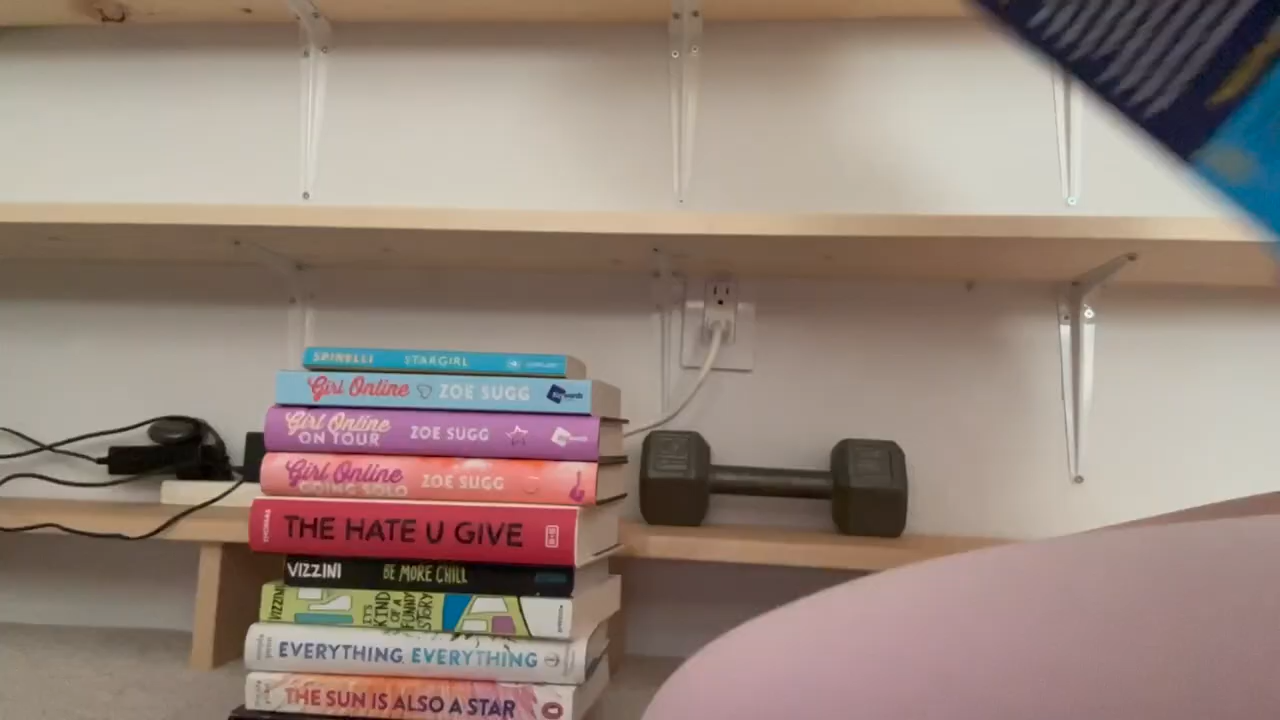 SPINELLI STARGIRL
Girl Online ZOE SUGG
Girl Online
ON TOUR ZOE SUGG
Girl Online
GOING SOLO ZOE SUGG
THE HATE U GIVE
VIZZINI BE MORE CHILL
VIZZINI
IT'S
KIND
OF A
FUNNY
STORY
EVERYTHING, EVERYTHING
THE SUN IS ALSO A STAR